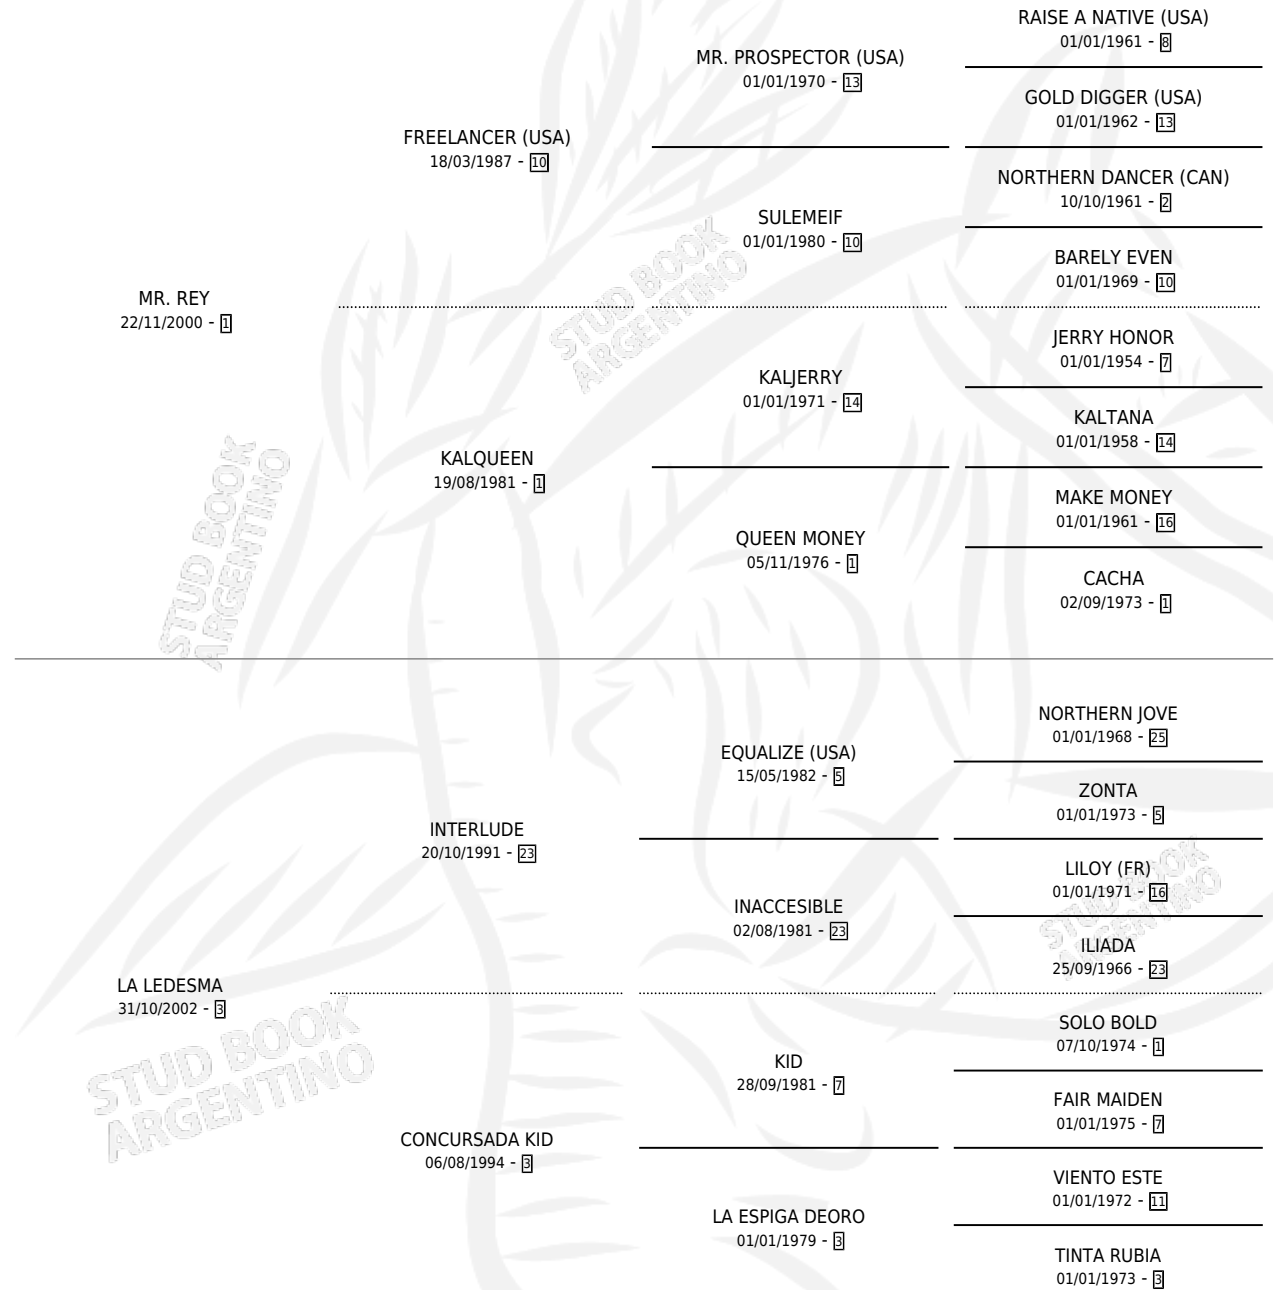 RAISE A NATIVE (USA)
01/01/1961 - 8
MR. PROSPECTOR (USA)
01/01/1970 - 13
GOLD DIGGER (USA)
01/01/1962 - 13
FREELANCER (USA)
18/03/1987 - 10
NORTHERN DANCER (CAN)
10/10/1961 - 2
SULEMEIF
01/01/1980 - 10
BARELY EVEN
01/01/1969 - 10
MR. REY
22/11/2000 - 1
JERRY HONOR
01/01/1954 - 7
KALJERRY
01/01/1971 - 14
KALTANA
01/01/1958 - 14
KALQUEEN
19/08/1981 - 1
MAKE MONEY
01/01/1961 - 16
QUEEN MONEY
05/11/1976 - 1
CACHA
02/09/1973 - 1
NORTHERN JOVE
01/01/1968 - 25
EQUALIZE (USA)
15/05/1982 - 5
ZONTA
01/01/1973 - 5
INTERLUDE
20/10/1991 - 23
LILOY (FR)
01/01/1971 - 16
INACCESIBLE
02/08/1981 - 23
ILIADA
25/09/1966 - 23
LA LEDESMA
31/10/2002 - 3
SOLO BOLD
07/10/1974 - 1
KID
28/09/1981 - 7
FAIR MAIDEN
01/01/1975 - 7
CONCURSADA KID
06/08/1994 - 3
VIENTO ESTE
01/01/1972 - 11
LA ESPIGA DEORO
01/01/1979 - 3
TINTA RUBIA
01/01/1973 - 3
STUD BOOK
ARGENTINO
STUD BOOK
ARGENTINO
STUD BOOK
ARGENTINO
STUD BOOK
ARGENTINO